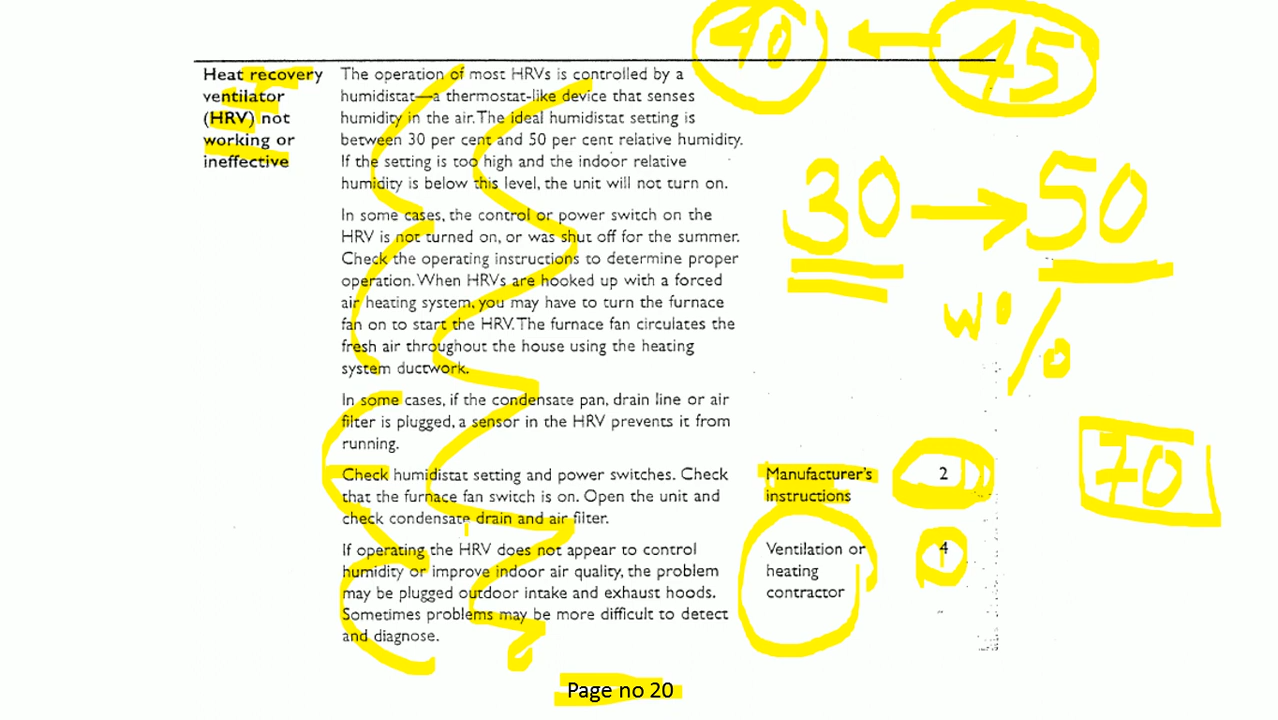 40 ← 45
Heat recovery
ventilator
(HRV) not
working or
ineffective
The operation of most HRVs is controlled by a
humidistat—a thermostat-like device that senses
humidity in the air. The ideal humidistat setting is
between 30 per cent and 50 per cent relative humidity.
If the setting is too high and the indoor relative
humidity is below this level, the unit will not turn on.
30 → 50
In some cases, the control or power switch on the
HRV is not turned on, or was shut off for the summer.
Check the operating instructions to determine proper
operation. When HRVs are hooked up with a forced
air heating system, you may have to turn the furnace
fan on to start the HRV. The furnace fan circulates the
fresh air throughout the house using the heating
system ductwork.
%
In some cases, if the condensate pan, drain line or air
filter is plugged, a sensor in the HRV prevents it from
running.
Check humidistat setting and power switches. Check
that the furnace fan switch is on. Open the unit and
check condensate drain and air filter.
Manufacturer's
instructions
2
70
If operating the HRV does not appear to control
humidity or improve indoor air quality, the problem
may be plugged outdoor intake and exhaust hoods.
Sometimes problems may be more difficult to detect
and diagnose.
Ventilation or
heating
contractor
4
Page no 20